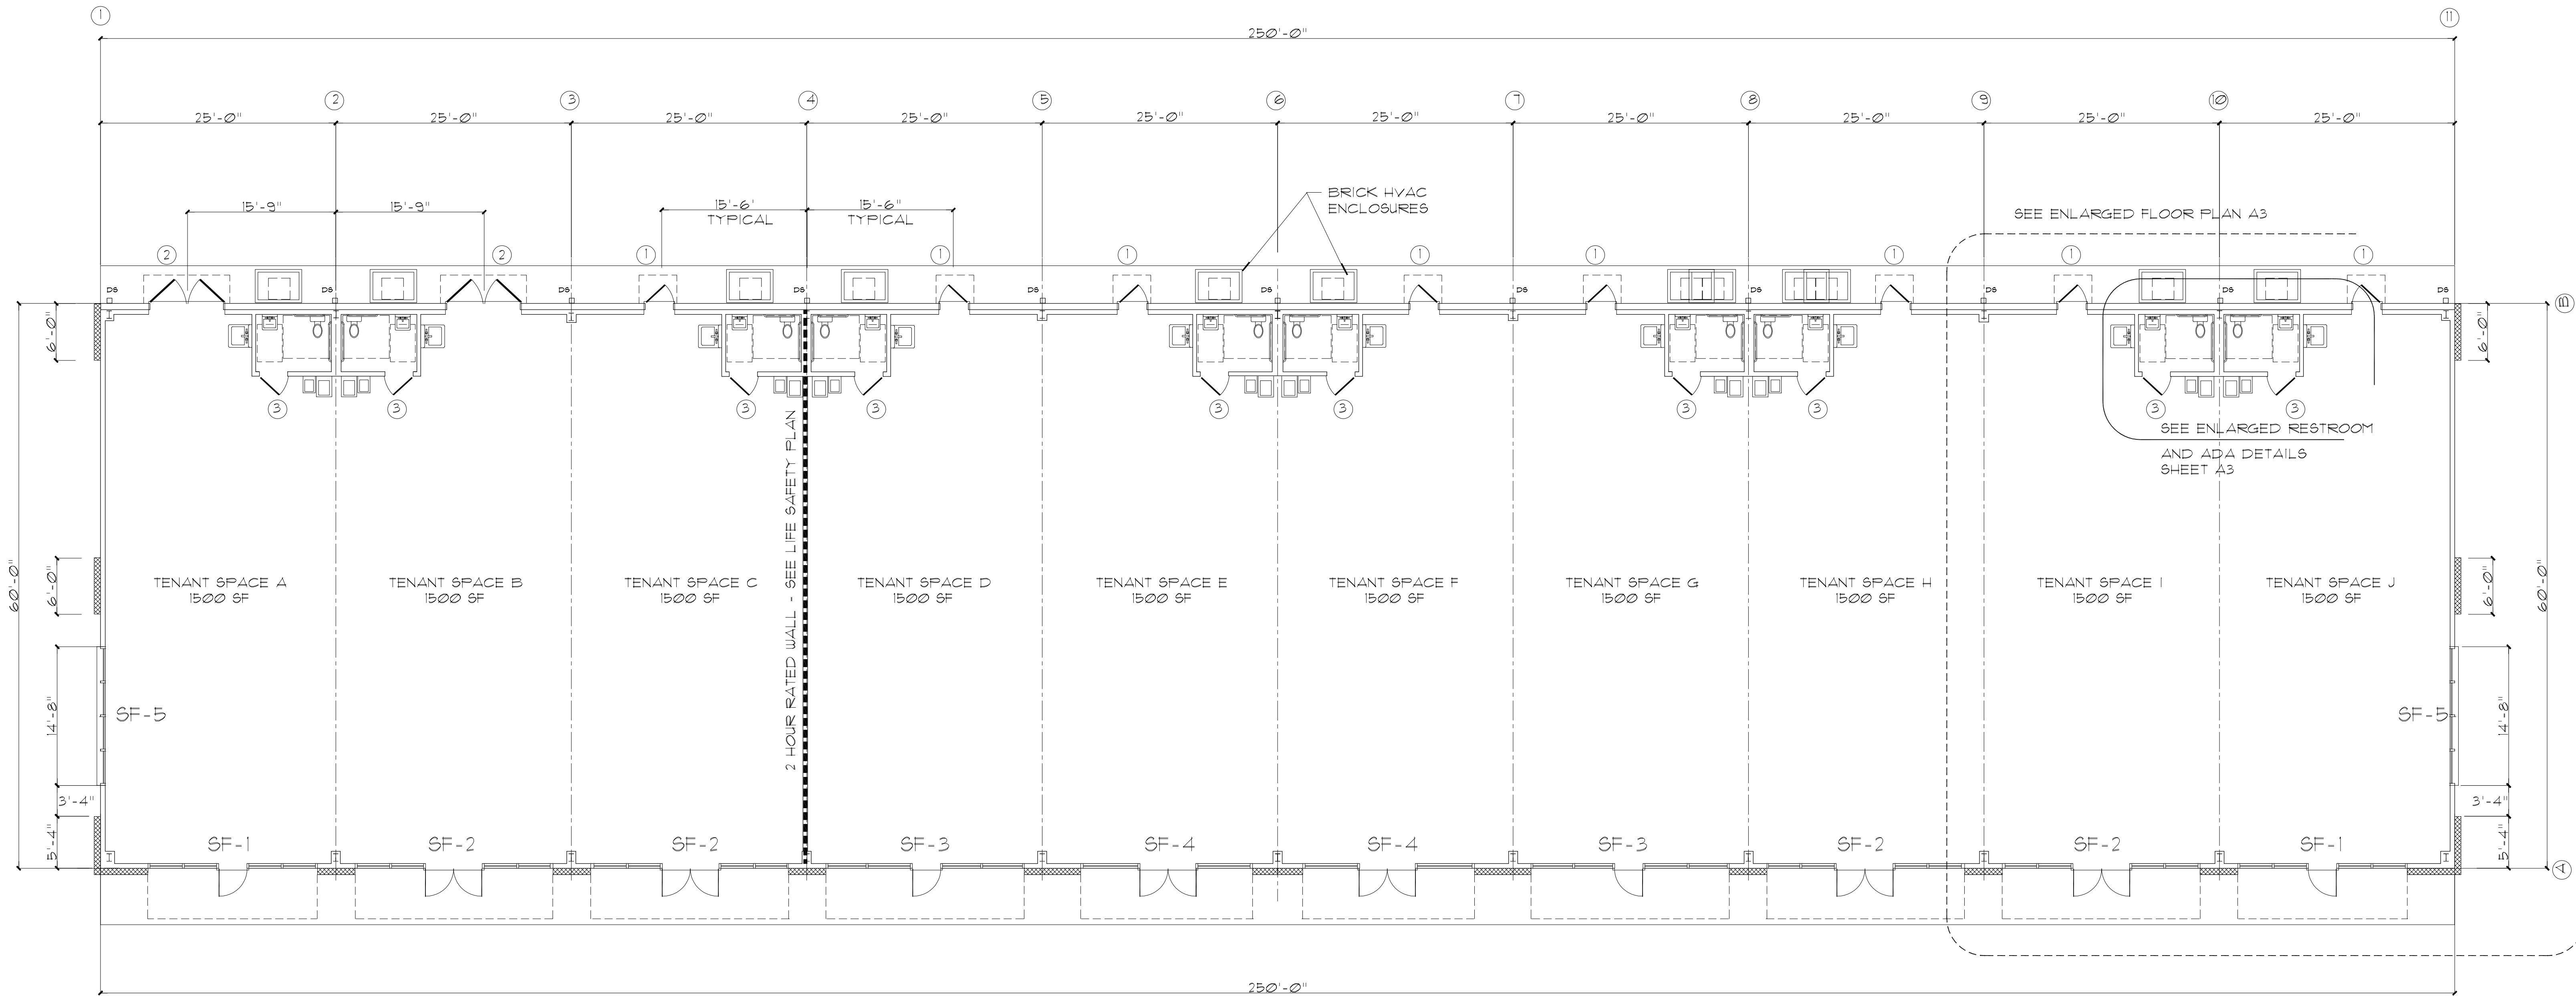 1
11
250'-0"
2
3
4
5
6
7
8
9
10
25'-0"
25'-0"
25'-0"
25'-0"
25'-0"
25'-0"
25'-0"
25'-0"
25'-0"
25'-0"
BRICK HVAC
ENCLOSURES
15'-9"
15'-9"
15'-6'
TYPICAL
15'-6"
TYPICAL
SEE ENLARGED FLOOR PLAN A3
2
2
1
1
1
1
1
1
1
1
DS
DS
DS
DS
DS
DS
DS
DS
DS
DS
DS
B
6'-0"
6'-0"
3
3
3
3
3
3
3
3
3
3
SEE ENLARGED RESTROOM
AND ADA DETAILS
SHEET A3
2 HOUR RATED WALL - SEE LIFE SAFETY PLAN
60'-0"
6'-0"
TENANT SPACE A
1500 SF
TENANT SPACE B
1500 SF
TENANT SPACE C
1500 SF
TENANT SPACE D
1500 SF
TENANT SPACE E
1500 SF
TENANT SPACE F
1500 SF
TENANT SPACE G
1500 SF
TENANT SPACE H
1500 SF
TENANT SPACE I
1500 SF
TENANT SPACE J
1500 SF
6'-0"
60'-0"
14'-8"
SF-5
SF-5
14'-8"
3'-4"
3'-4"
5'-4"
SF-1
SF-2
SF-2
SF-3
SF-4
SF-4
SF-3
SF-2
SF-2
SF-1
5'-4"
A
250'-0"